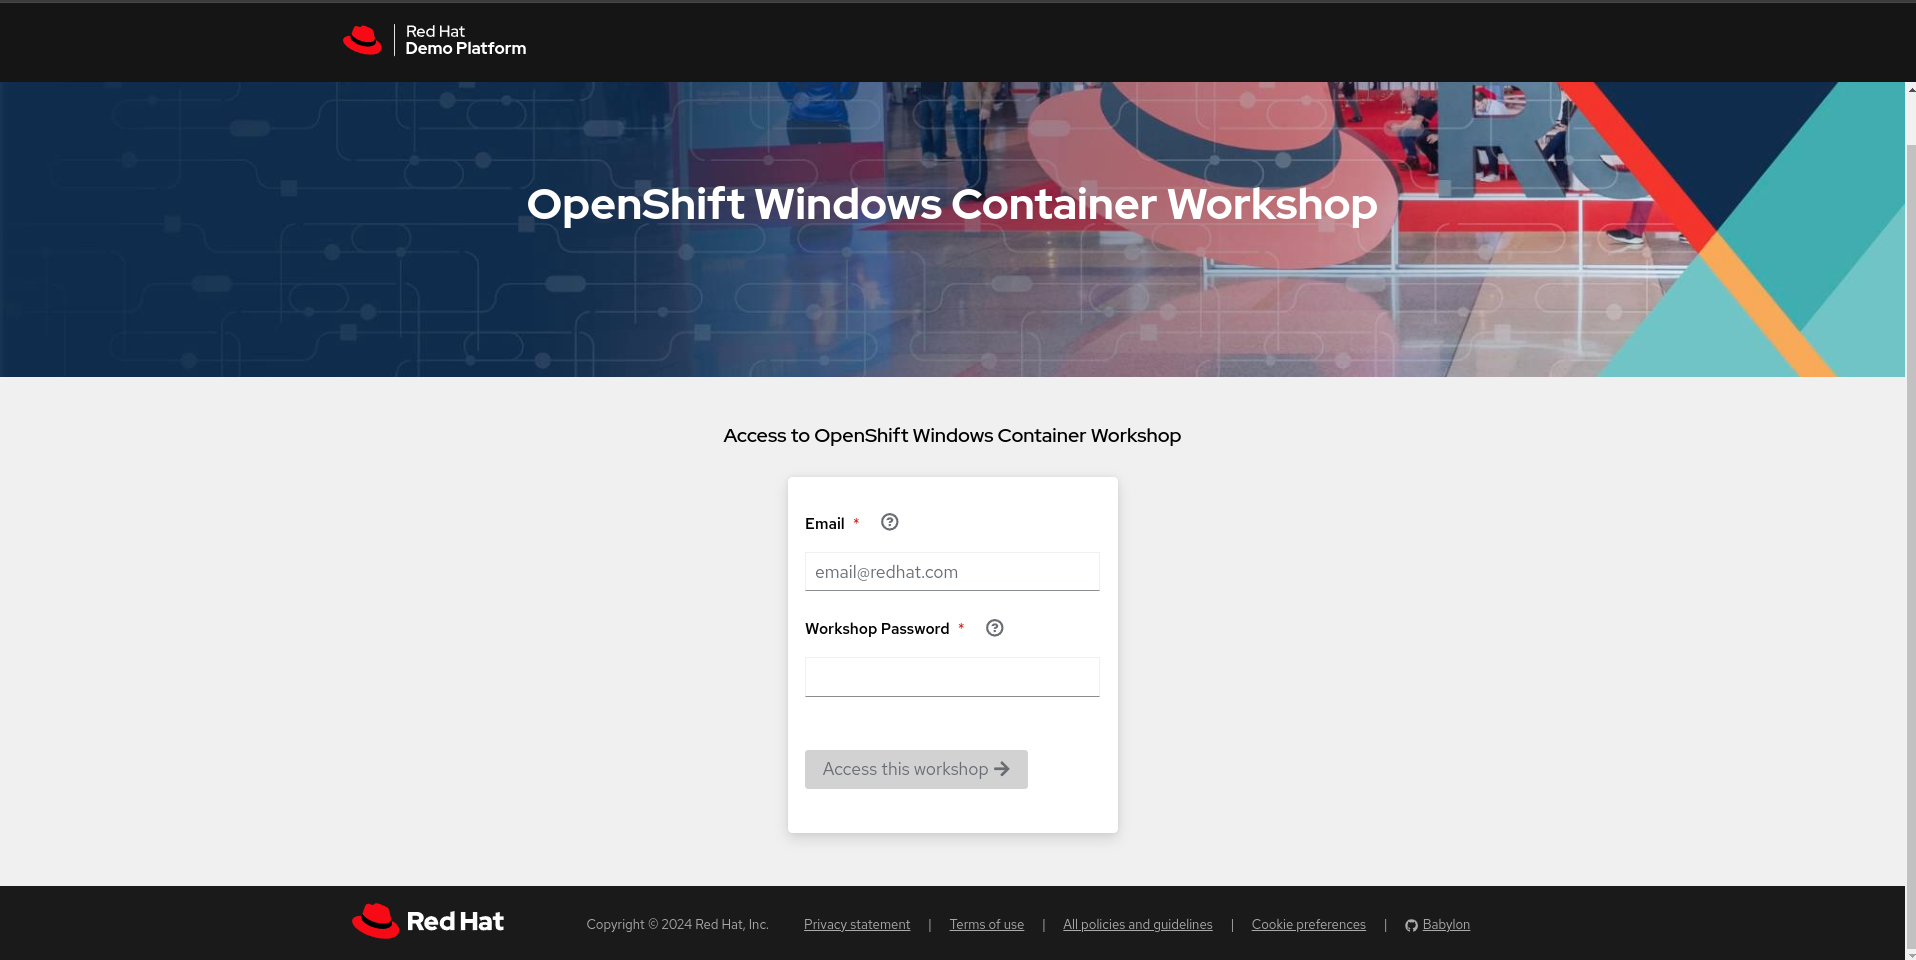 Red Hat
Demo Platform
OpenShift Windows Container Workshop
Access to OpenShift Windows Container Workshop
Email *
email@redhat.com
Workshop Password *
Access this workshop
Red Hat
Copyright © 2024 Red Hat, Inc. Privacy statement | Terms of use | All policies and guidelines | Cookie preferences | Babylon